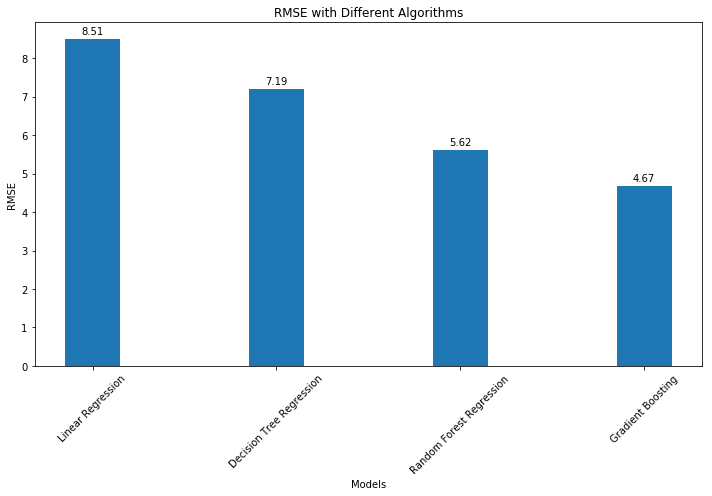 RMSE with Different Algorithms
8.51
7.19
5.62
4.67
8
7
6
5
4
3
2
1
0
RMSE
Linear Regression
Decision Tree Regression
Random Forest Regression
Gradient Boosting
Models